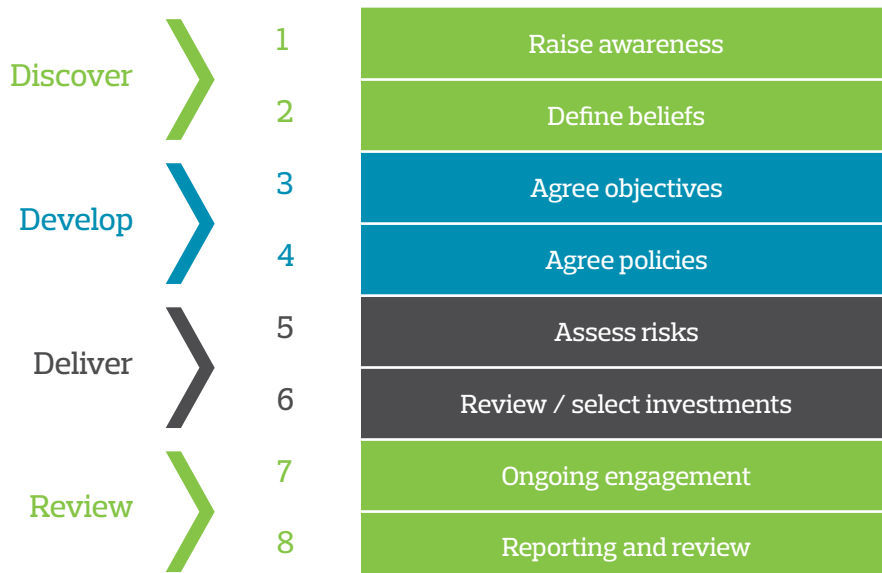 Discover
1 Raise awareness
2 Define beliefs
Develop
3 Agree objectives
4 Agree policies
Deliver
5 Assess risks
6 Review / select investments
Review
7 Ongoing engagement
8 Reporting and review